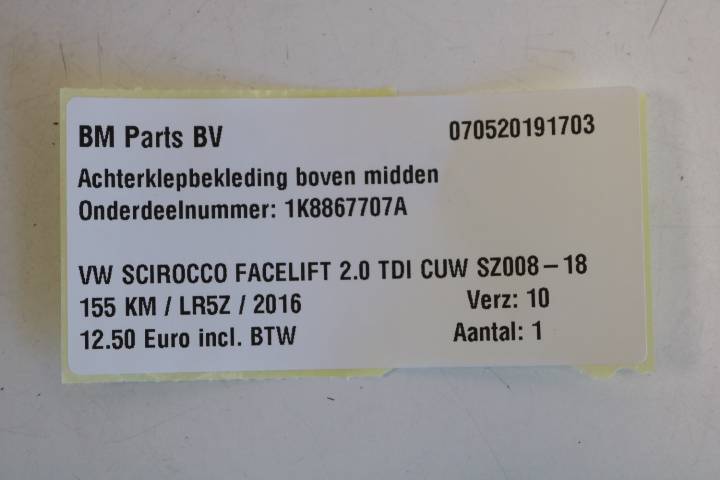 BM Parts BV 070520191703
Achterklepbekleding boven midden
Onderdeelnummer: 1K8867707A
VW SCIROCCO FACELIFT 2.0 TDI CUW SZ008-18
155 KM / LR5Z / 2016 Verz: 10
12.50 Euro incl. BTW Aantal: 1